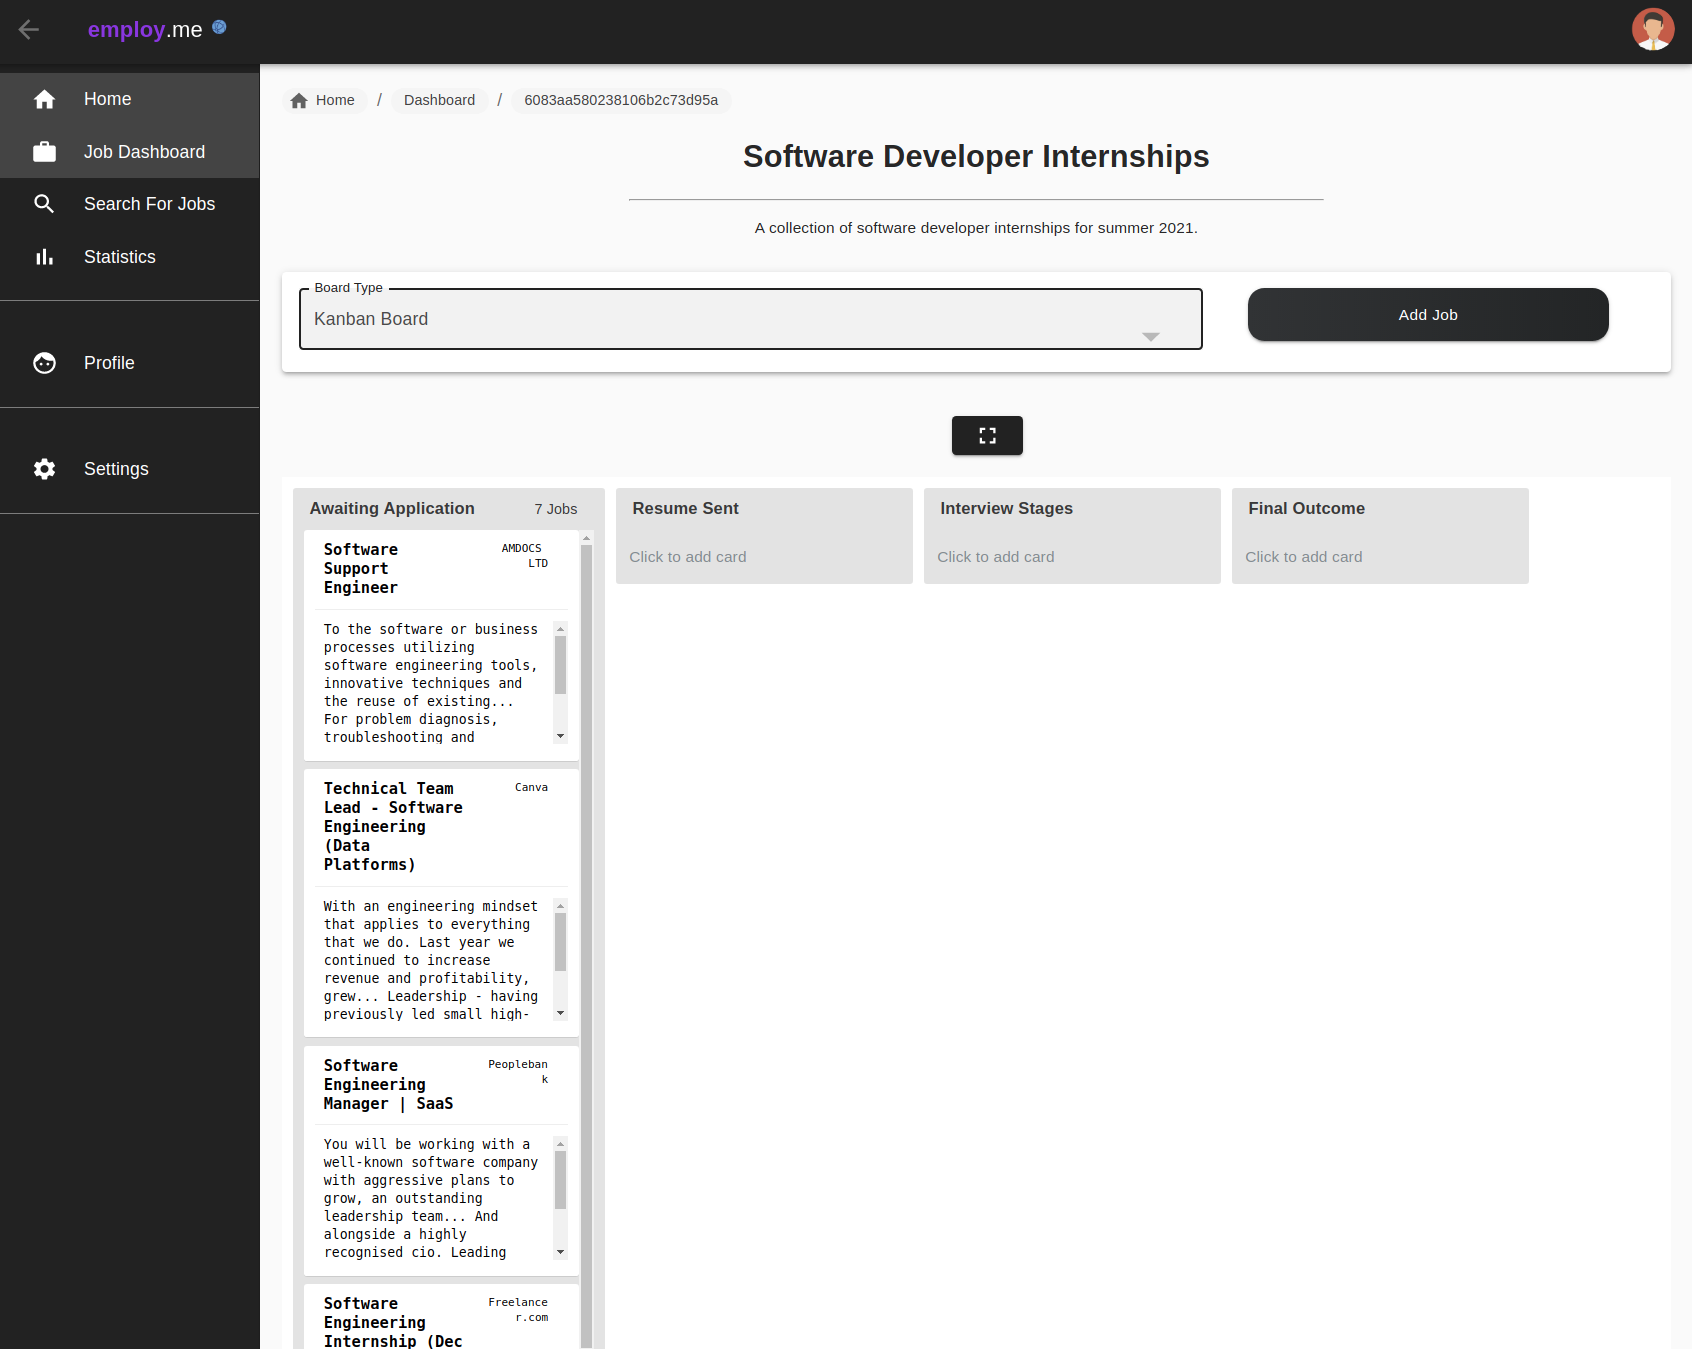 employ.me
Home
Job Dashboard
Search For Jobs
Statistics
Profile
Settings
Home / Dashboard / 6083aa580238106b2c73d95a
Software Developer Internships
A collection of software developer internships for summer 2021.
Board Type
Kanban Board
Add Job
Awaiting Application 7 Jobs
Software
Support
Engineer
AMDOCS
LTD
To the software or business
processes utilizing
software engineering tools,
innovative techniques and
the reuse of existing...
For problem diagnosis,
troubleshooting and
Technical Team
Lead - Software
Engineering
(Data
Platforms)
Canva
With an engineering mindset
that applies to everything
that we do. Last year we
continued to increase
revenue and profitability,
grew... Leadership - having
previously led small high-
Software
Engineering
Manager | SaaS
Peopleban
k
You will be working with a
well-known software company
with aggressive plans to
grow, an outstanding
leadership team... And
alongside a highly
recognised cio. Leading
Software
Engineering
Internship (Dec
Freelance
r.com
Resume Sent
Click to add card
Interview Stages
Click to add card
Final Outcome
Click to add card